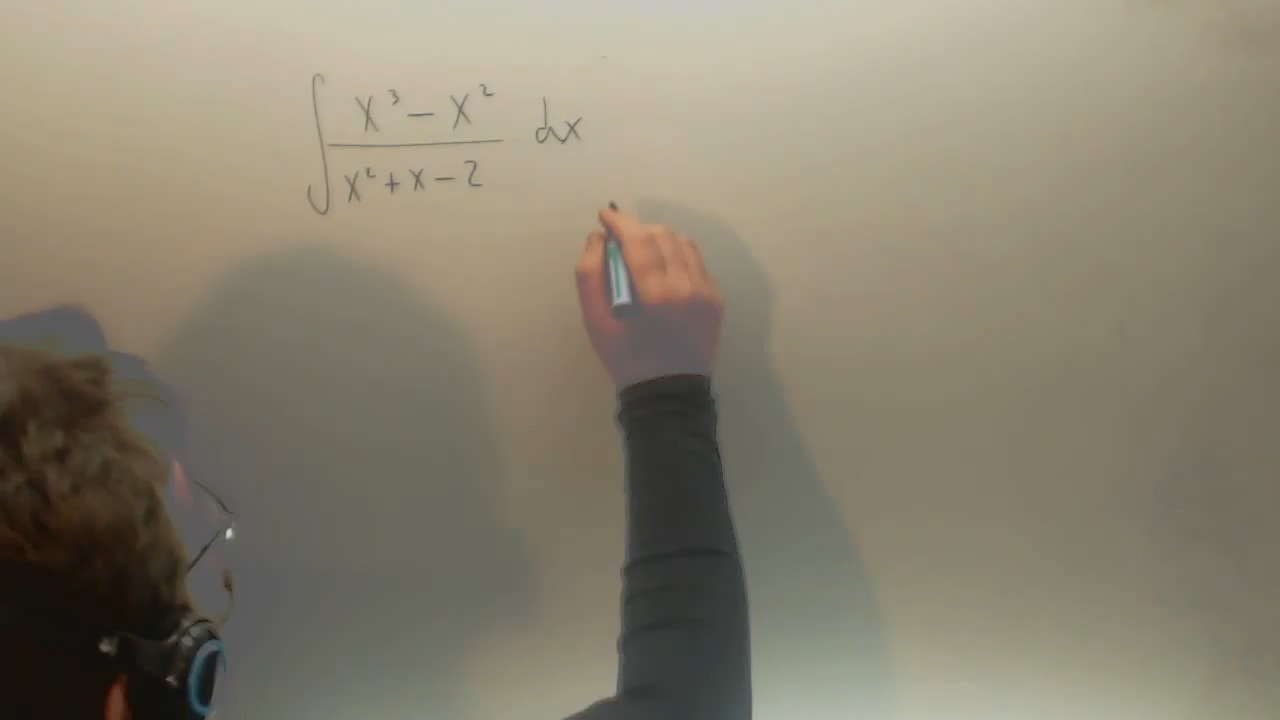 ∫ (x³ − x²) / (x² + x − 2) dx